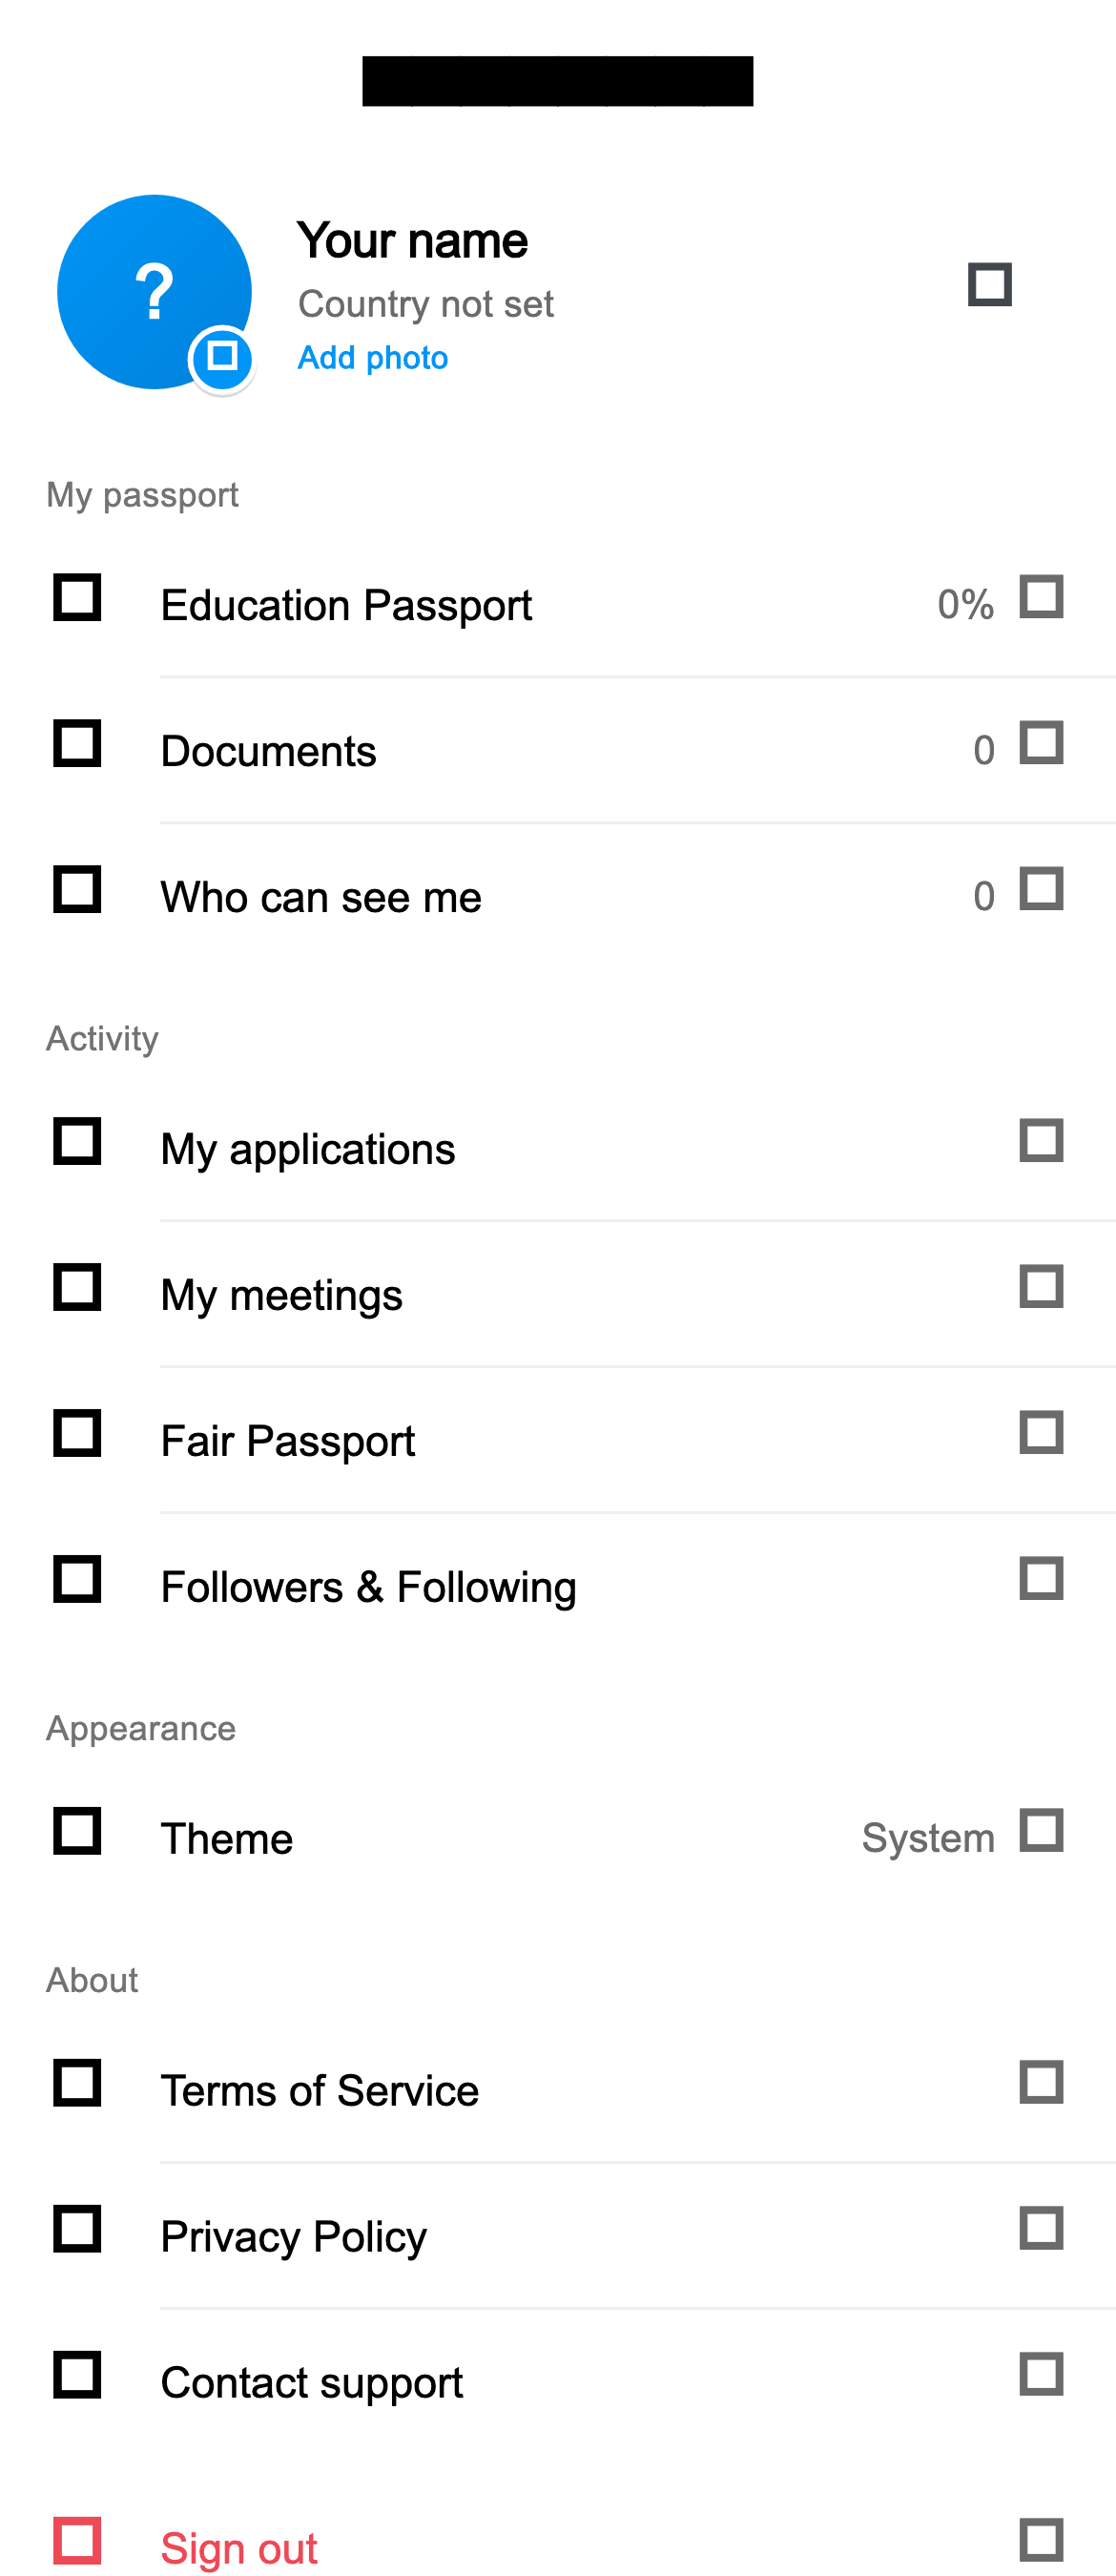 ?
Your name
Country not set
Add photo
My passport
Education Passport 0%
Documents 0
Who can see me 0
Activity
My applications
My meetings
Fair Passport
Followers & Following
Appearance
Theme System
About
Terms of Service
Privacy Policy
Contact support
Sign out